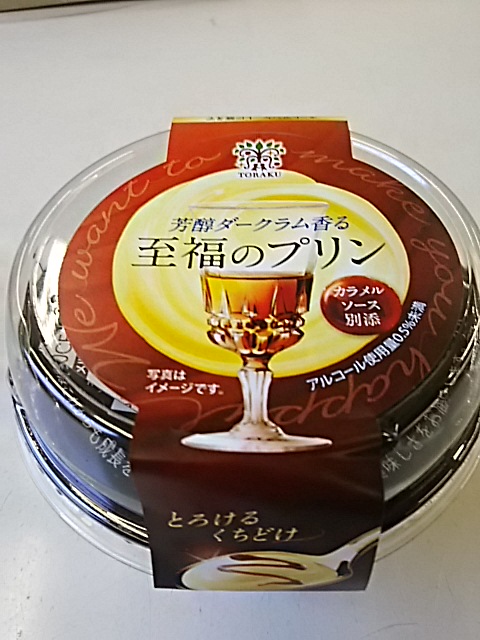 TORAKU
We want to make you happy
芳醇ダークラム香る
至福のプリン
カラメル
ソース
別添
アルコール使用量0.5%未満
写真は
イメージです。
とろける
くちどけ